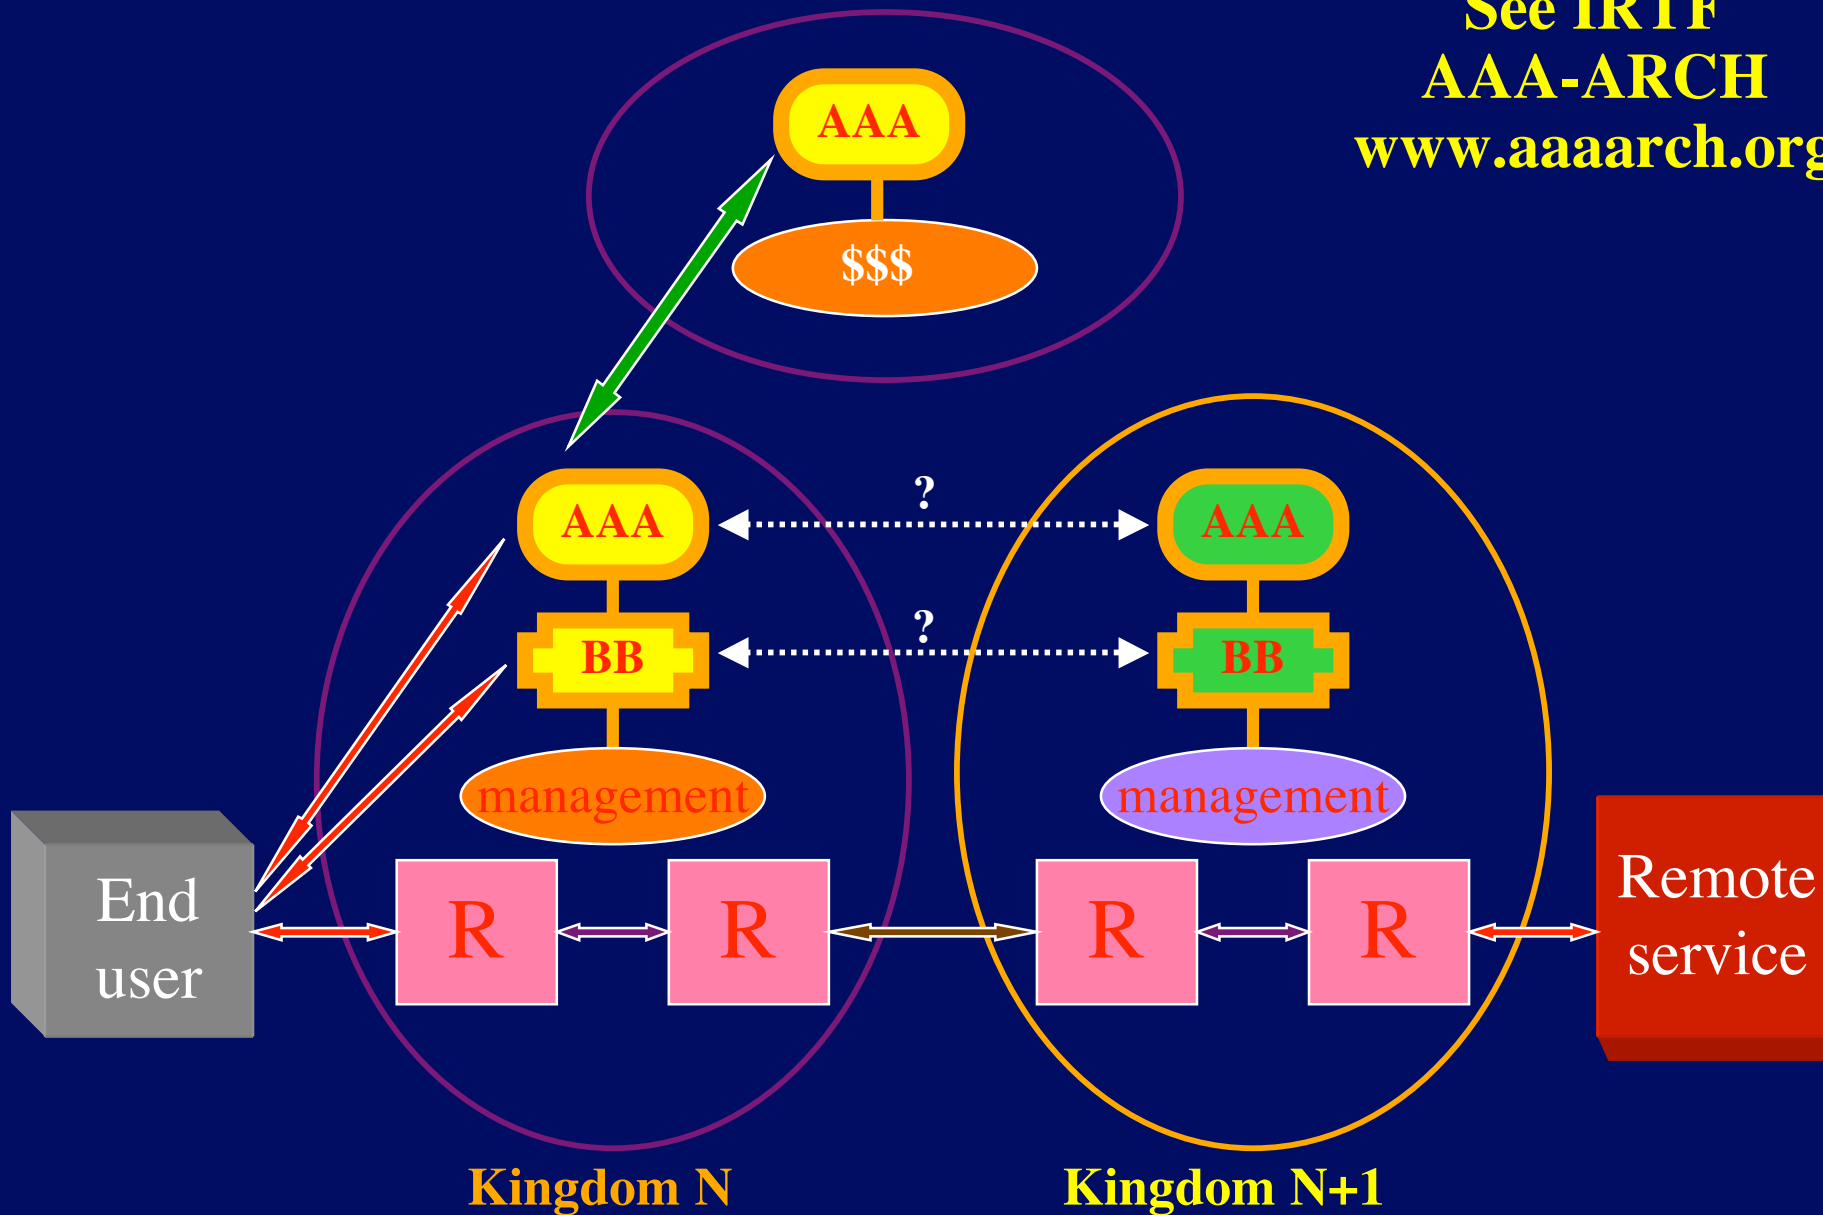 See IRTF
AAA-ARCH
www.aaaarch.org
AAA
$$$
?
AAA
AAA
?
BB
BB
management
management
End
user
R
R
R
R
Remote
service
Kingdom N
Kingdom N+1